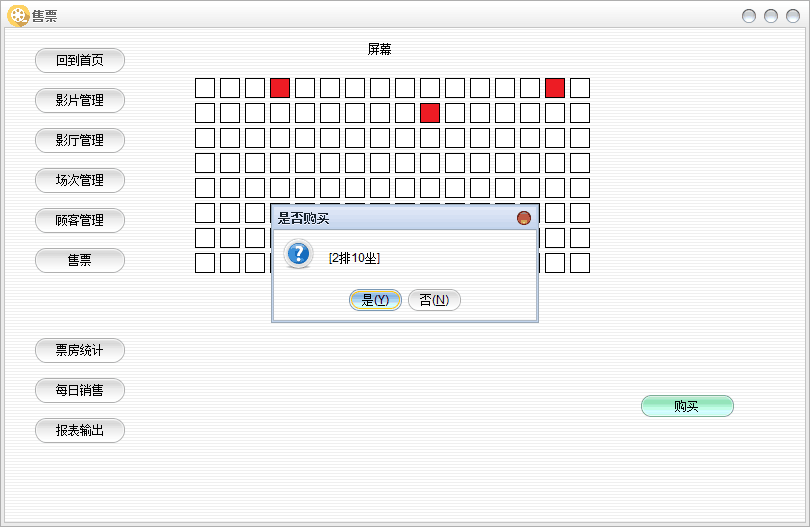 售票
屏幕
回到首页
影片管理
影厅管理
场次管理
顾客管理
售票
是否购买
[2排10坐]
是(Y)
否(N)
票房统计
每日销售
报表输出
购买